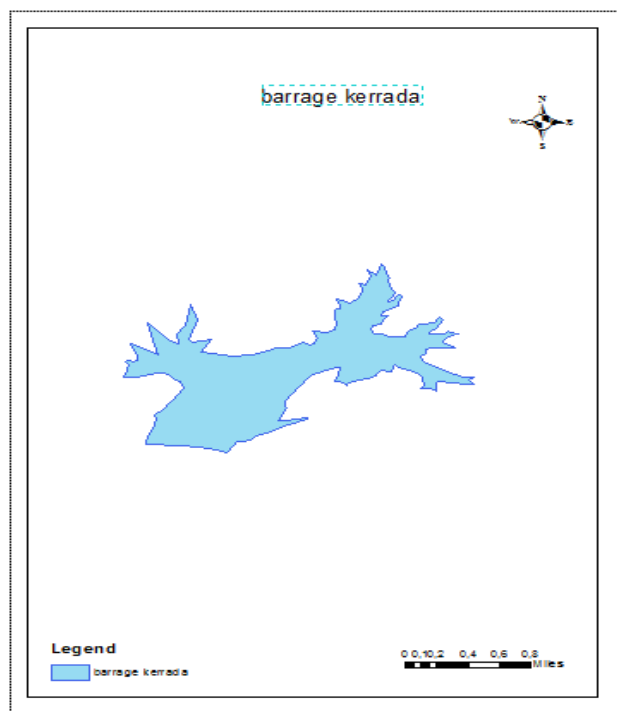 barrage kerrada
N
W E
S
Legend
barrage kerrada
0 0,10,2 0,4 0,6 0,8
Miles